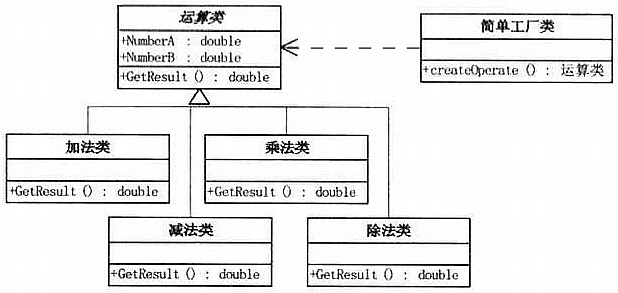 运算类
+NumberA : double
+NumberB : double
+GetResult () : double
简单工厂类
+createOperate () : 运算类
加法类
+GetResult () : double
乘法类
+GetResult () : double
减法类
+GetResult () : double
除法类
+GetResult () : double